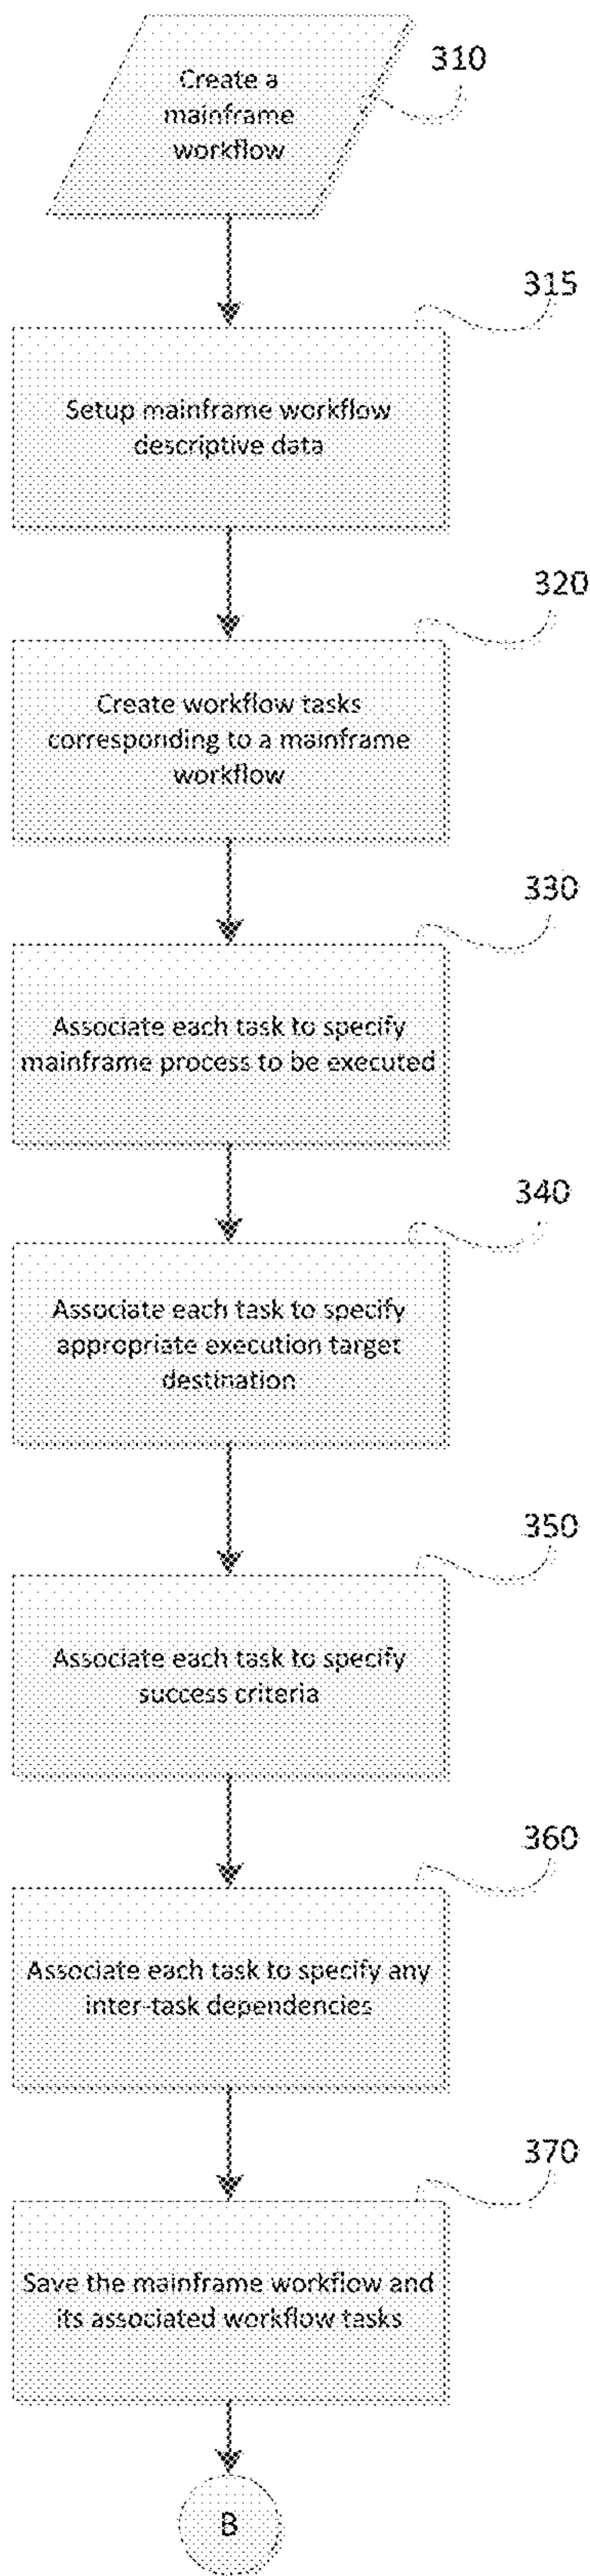 Create a
mainframe
workflow
310
315
Setup mainframe workflow
descriptive data
320
Create workflow tasks
corresponding to a mainframe
workflow
330
Associate each task to specify
mainframe process to be executed
340
Associate each task to specify
appropriate execution target
destination
350
Associate each task to specify
success criteria
360
Associate each task to specify any
inter-task dependencies
370
Save the mainframe workflow and
its associated workflow tasks
B